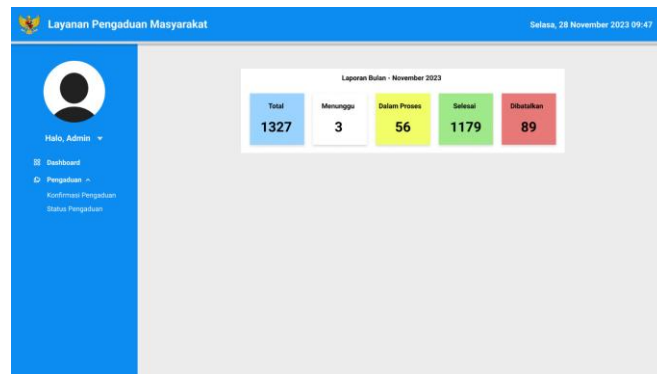 Layanan Pengaduan Masyarakat
Selasa, 28 November 2023 09:47
Halo, Admin
Dashboard
Pengaduan
Konfirmasi Pengaduan
Status Pengaduan
Laporan Bulan - November 2023
Total Menunggu Dalam Proses Selesai Dibatalkan
1327 3 56 1179 89